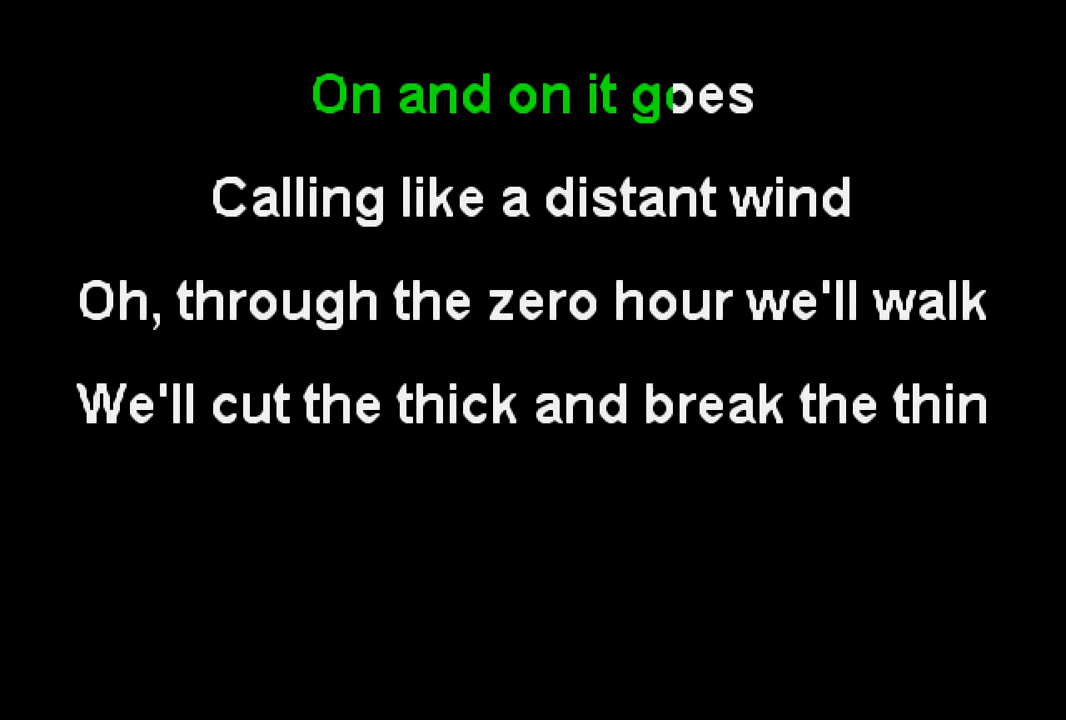 On and on it goes
Calling like a distant wind
Oh, through the zero hour we'll walk
We'll cut the thick and break the thin